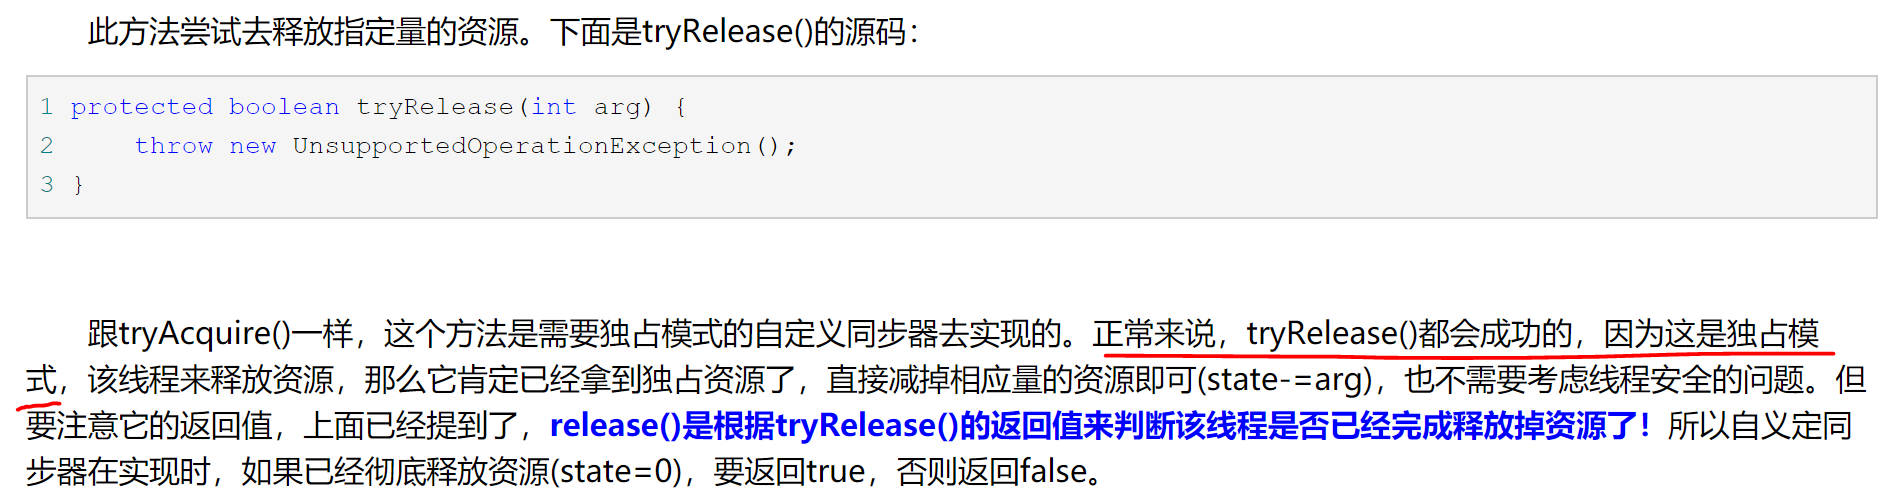 此方法尝试去释放指定量的资源。下面是tryRelease()的源码：
1 protected boolean tryRelease(int arg) {
2     throw new UnsupportedOperationException();
3 }
跟tryAcquire()一样，这个方法是需要独占模式的自定义同步器去实现的。正常来说，tryRelease()都会成功的，因为这是独占模
式，该线程来释放资源，那么它肯定已经拿到独占资源了，直接减掉相应量的资源即可(state-=arg)，也不需要考虑线程安全的问题。但
要注意它的返回值，上面已经提到了，release()是根据tryRelease()的返回值来判断该线程是否已经完成释放掉资源了！所以自义定同
步器在实现时，如果已经彻底释放资源(state=0)，要返回true，否则返回false。